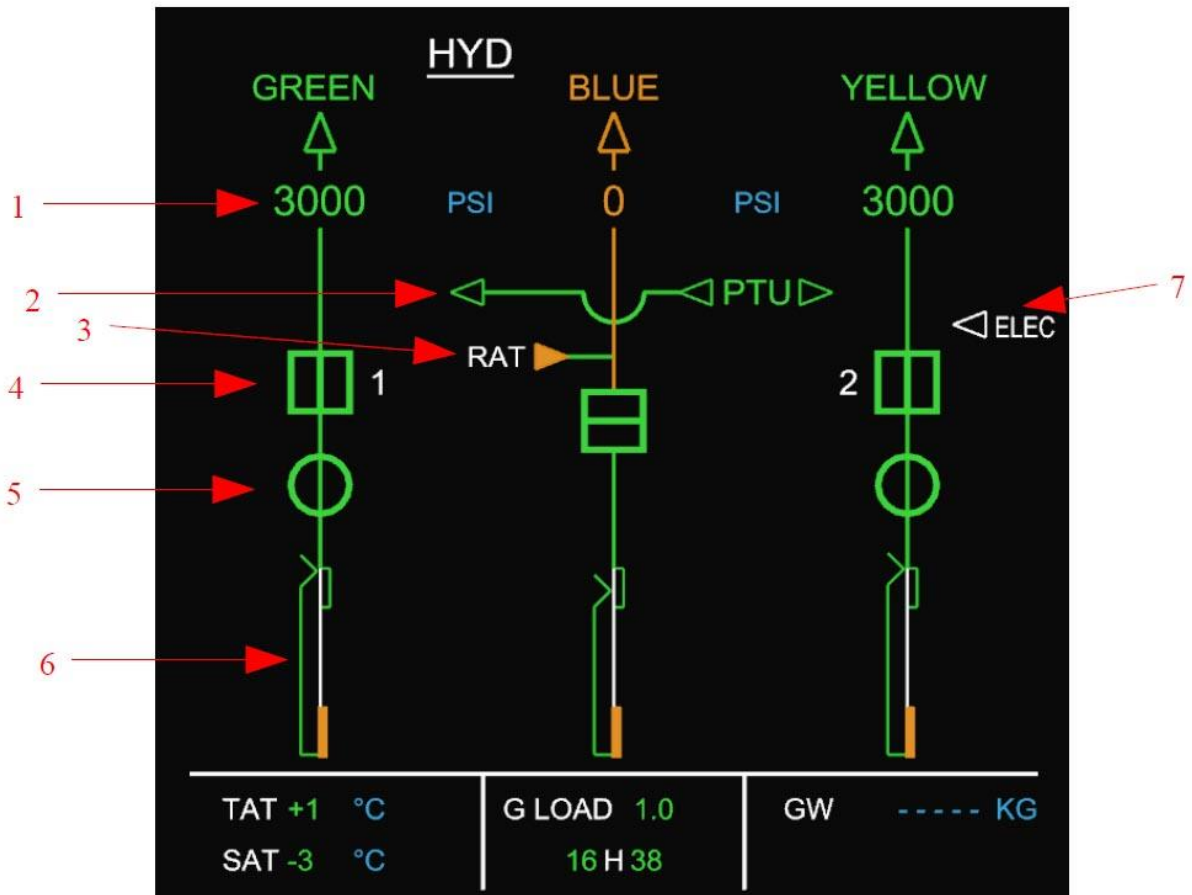 HYD
GREEN BLUE YELLOW
1 3000 PSI 0 PSI 3000
2 PTU 7
ELEC
3 RAT
4 1 2
5
6
TAT +1 °C G LOAD 1.0 GW - - - - - KG
SAT -3 °C 16 H 38